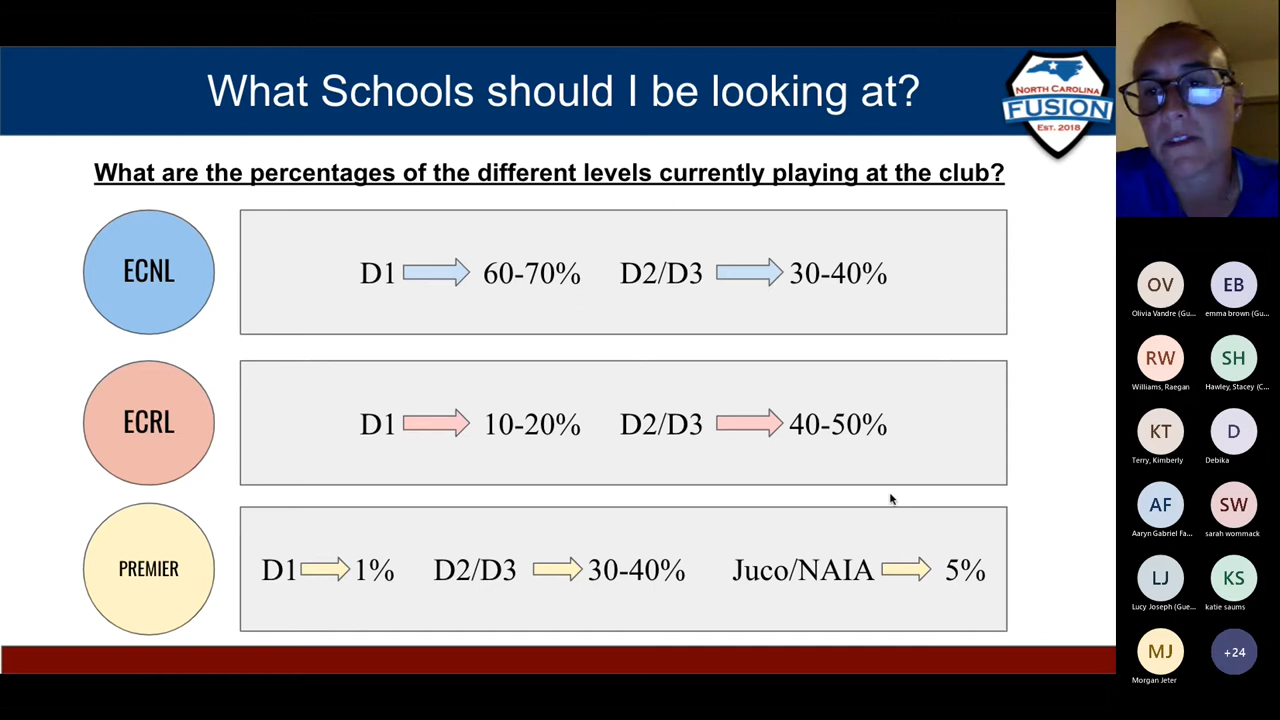 What Schools should I be looking at?
NORTH CAROLINA
FUSION
EST. 2018
What are the percentages of the different levels currently playing at the club?
ECNL
D1 60-70% D2/D3 30-40%
ECRL
D1 10-20% D2/D3 40-50%
PREMIER
D1 1% D2/D3 30-40% Juco/NAIA 5%
OV EB
Olivia Vandre (Gu... emma brown (Gu...
RW SH
Williams, Raegan Hawley, Stacey (C...
KT D
Terry, Kimberly Debika
AF SW
Aaryn Gabriel Fa... sarah wommack
LJ KS
Lucy Joseph (Gue... katie saums
MJ +24
Morgan Jeter